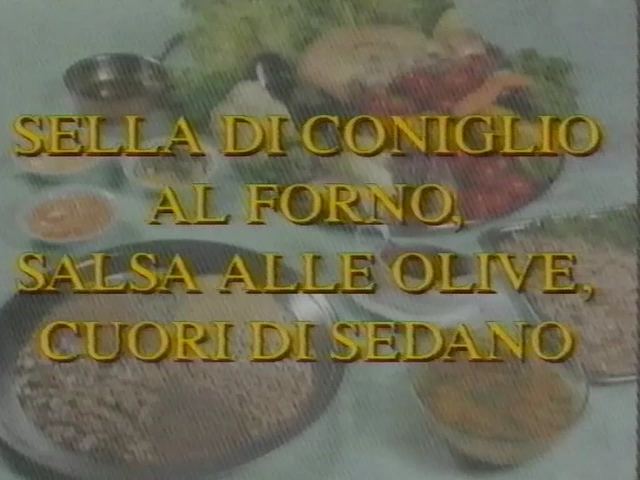 SELLA DI CONIGLIO
AL FORNO,
SALSA ALLE OLIVE,
CUORI DI SEDANO